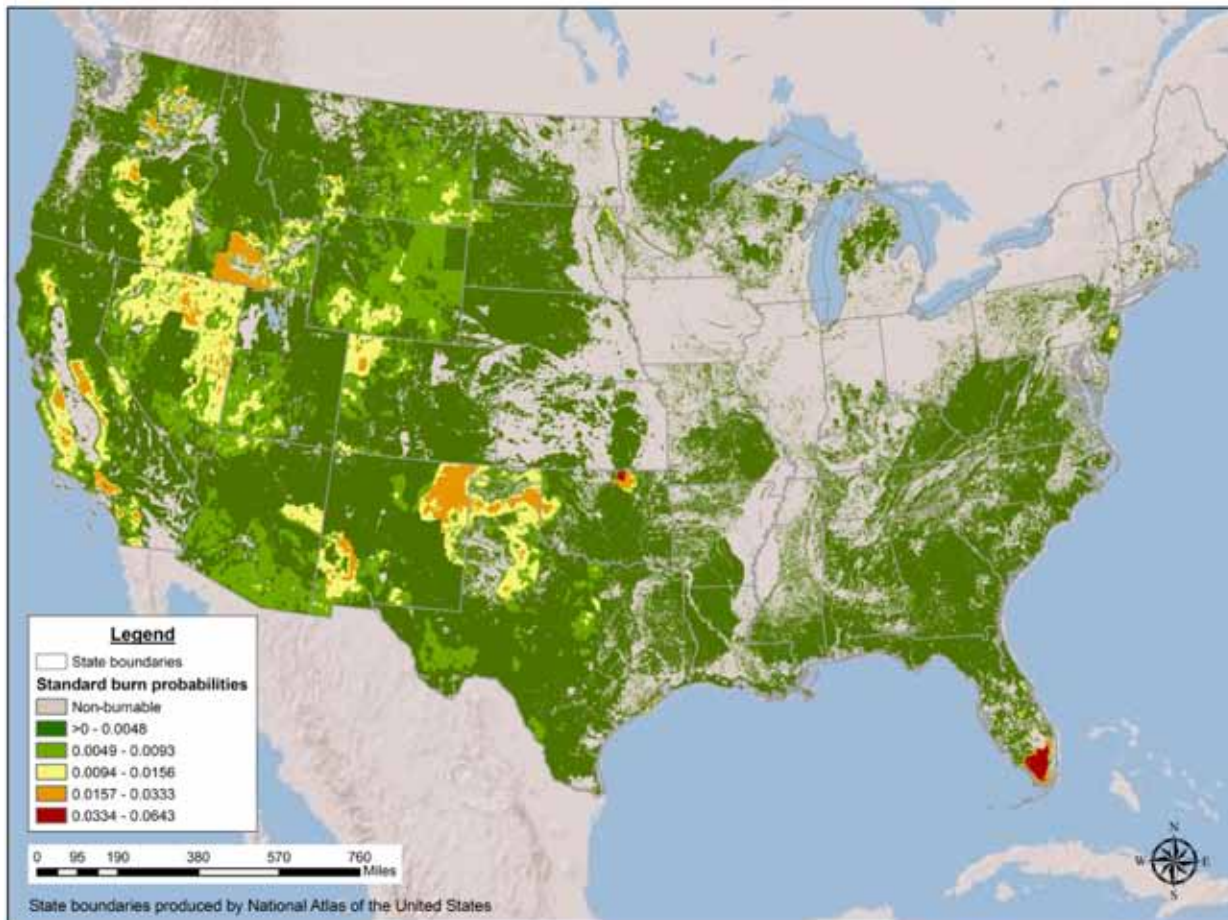 Legend
State boundaries
Standard burn probabilities
Non-burnable
>0 - 0.0048
0.0049 - 0.0093
0.0094 - 0.0156
0.0157 - 0.0333
0.0334 - 0.0643
0 95 190 380 570 760
Miles
State boundaries produced by National Atlas of the United States
N
W E
S